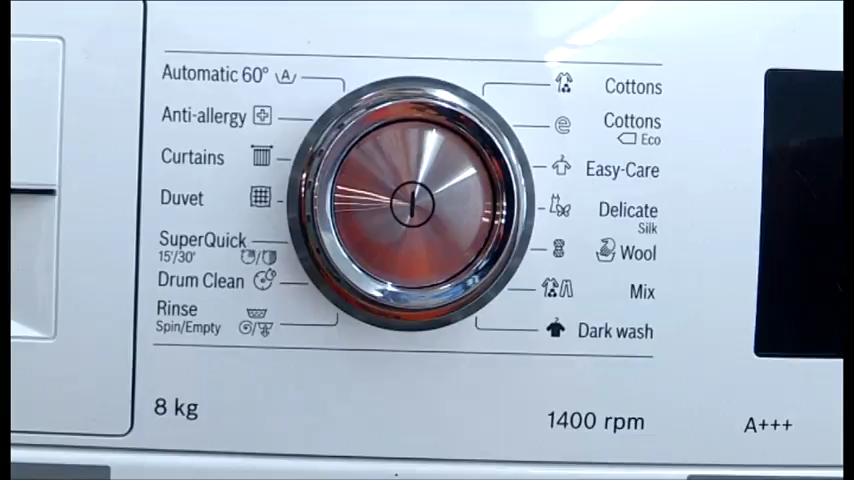 Automatic 60°
Anti-allergy
Curtains
Duvet
SuperQuick
15'/30'
Drum Clean
Rinse
Spin/Empty
Cottons
Cottons
Eco
Easy-Care
Delicate
Silk
Wool
Mix
Dark wash
8 kg
1400 rpm
A+++